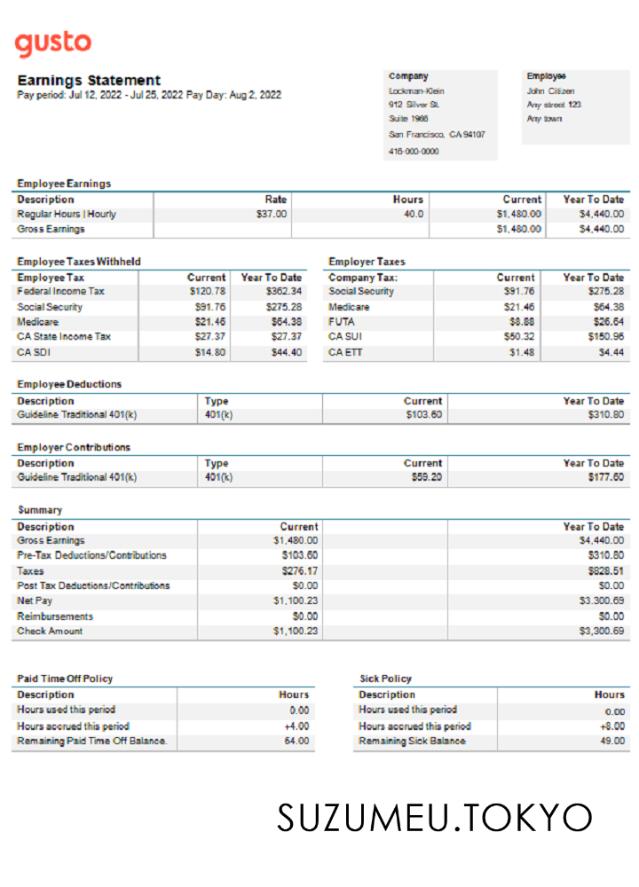 gusto
Earnings Statement
Pay period: Jul 12, 2022 - Jul 25, 2022 Pay Day: Aug 2, 2022
Company
Lockman-Klein
912 Silver St.
Suite 1966
San Francisco, CA 94107
415-000-0000
Employee
John Citizen
Any street 123
Any town
Employee Earnings
Description Rate Hours Current Year To Date
Regular Hours | Hourly $37.00 40.0 $1,480.00 $4,440.00
Gross Earnings $1,480.00 $4,440.00
Employee Taxes Withheld
Employee Tax Current Year To Date
Federal Income Tax $120.78 $362.34
Social Security $91.76 $275.28
Medicare $21.46 $64.38
CA State Income Tax $27.37 $27.37
CA SDI $14.80 $44.40
Employer Taxes
Company Tax: Current Year To Date
Social Security $91.76 $275.28
Medicare $21.46 $64.38
FUTA $8.88 $26.64
CA SUI $50.32 $150.96
CA ETT $1.48 $4.44
Employee Deductions
Description Type Current Year To Date
Guideline Traditional 401(k) 401(k) $103.60 $310.80
Employer Contributions
Description Type Current Year To Date
Guideline Traditional 401(k) 401(k) $59.20 $177.60
Summary
Description Current Year To Date
Gross Earnings $1,480.00 $4,440.00
Pre-Tax Deductions/Contributions $103.60 $310.80
Taxes $276.17 $828.51
Post Tax Deductions/Contributions $0.00 $0.00
Net Pay $1,100.23 $3.300.69
Reimbursements $0.00 $0.00
Check Amount $1,100.23 $3,300.69
Paid Time Off Policy
Description Hours
Hours used this period 0.00
Hours accrued this period +4.00
Remaining Paid Time Off Balance. 64.00
Sick Policy
Description Hours
Hours used this period 0.00
Hours accrued this period +8.00
Remaining Sick Balance 49.00
SUZUMEU.TOKYO